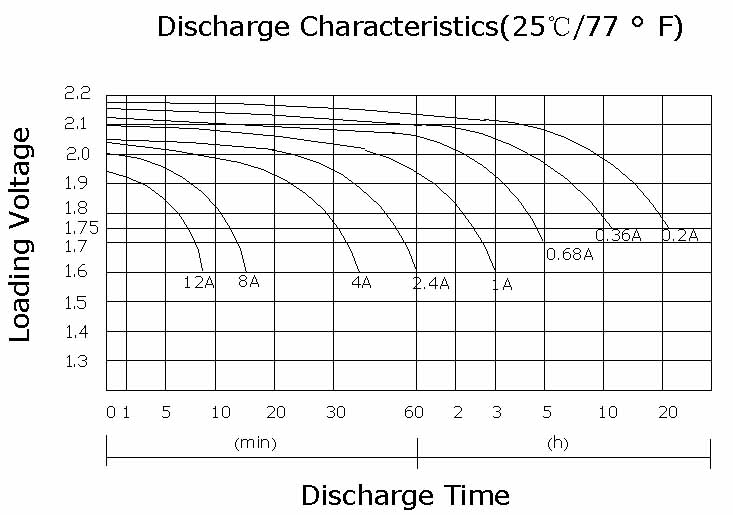 Discharge Characteristics(25℃/77 ° F)
Loading Voltage
2.2
2.1
2.0
1.9
1.8
1.75
1.7
1.6
1.5
1.4
1.3
0.36A 0.2A
0.68A
12A 8A 4A 2.4A 1A
0 1 5 10 20 30 60 2 3 5 10 20
(min) (h)
Discharge Time